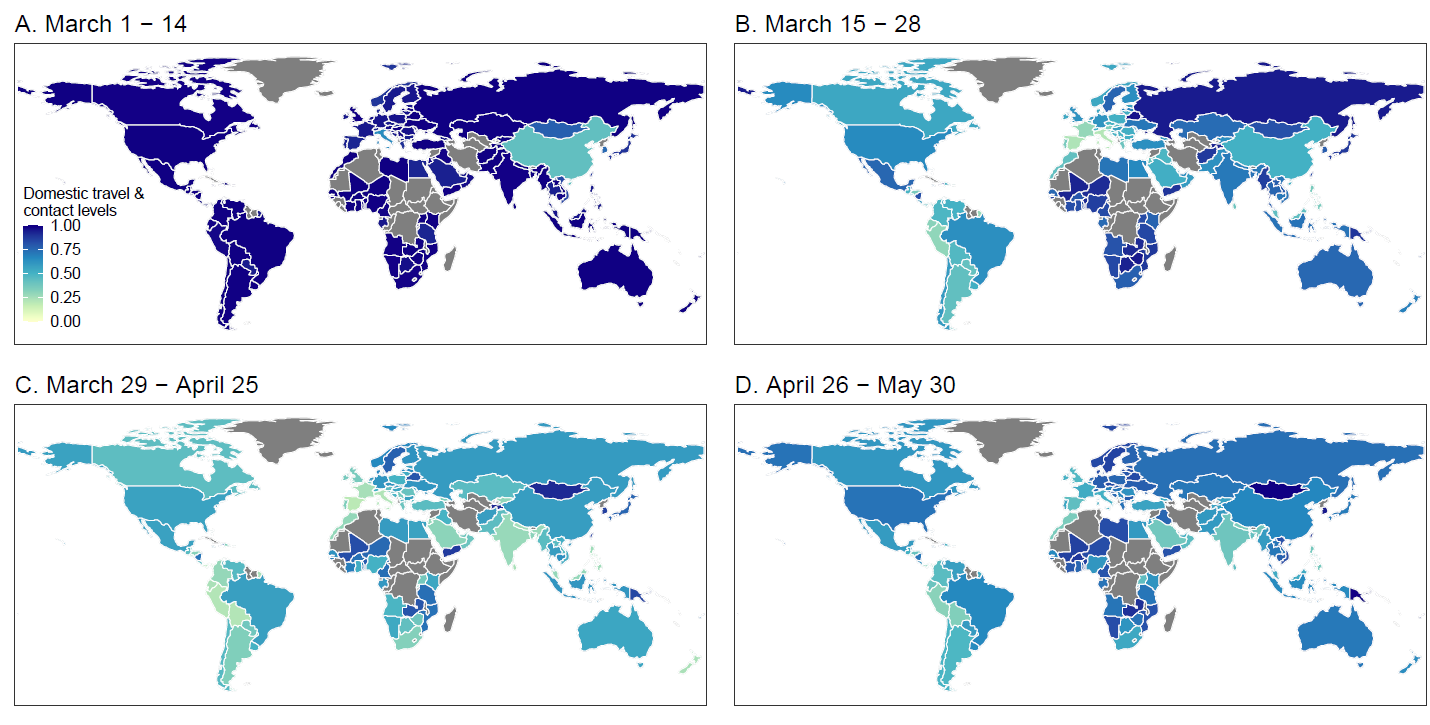 A. March 1 − 14
B. March 15 − 28
Domestic travel &
contact levels
1.00
0.75
0.50
0.25
0.00
C. March 29 − April 25
D. April 26 − May 30